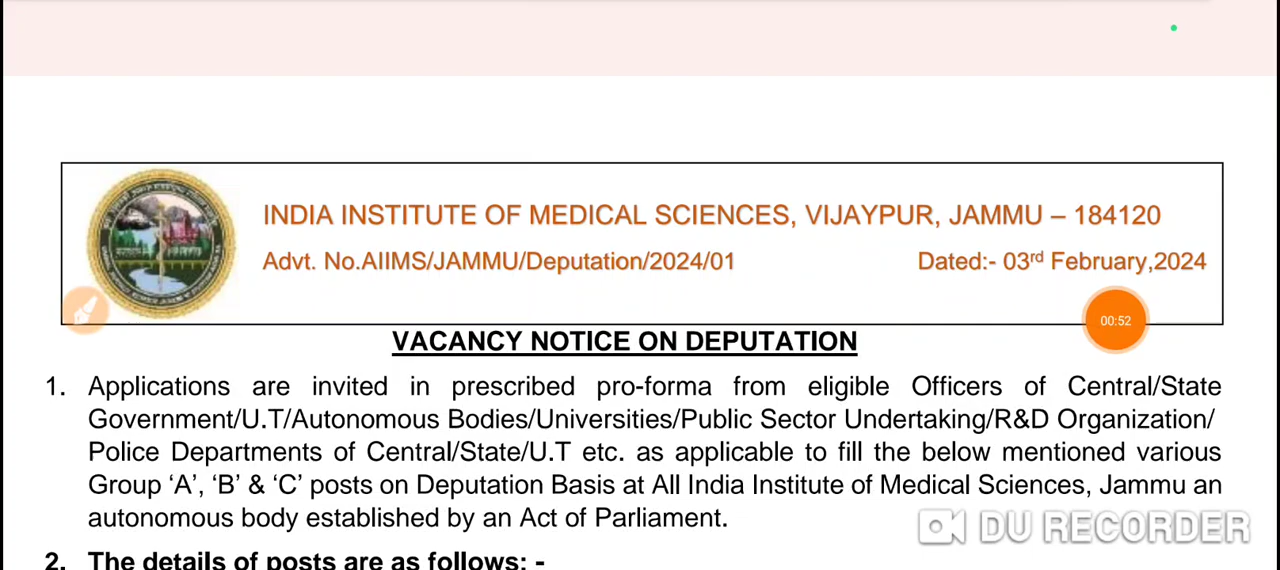 INDIA INSTITUTE OF MEDICAL SCIENCES, VIJAYPUR, JAMMU – 184120
Advt. No.AIIMS/JAMMU/Deputation/2024/01 Dated:- 03rd February,2024
00:52
VACANCY NOTICE ON DEPUTATION
1. Applications are invited in prescribed pro-forma from eligible Officers of Central/State
Government/U.T/Autonomous Bodies/Universities/Public Sector Undertaking/R&D Organization/
Police Departments of Central/State/U.T etc. as applicable to fill the below mentioned various
Group ‘A’, ‘B’ & ‘C’ posts on Deputation Basis at All India Institute of Medical Sciences, Jammu an
autonomous body established by an Act of Parliament.
DU RECORDER
2. The details of posts are as follows: -